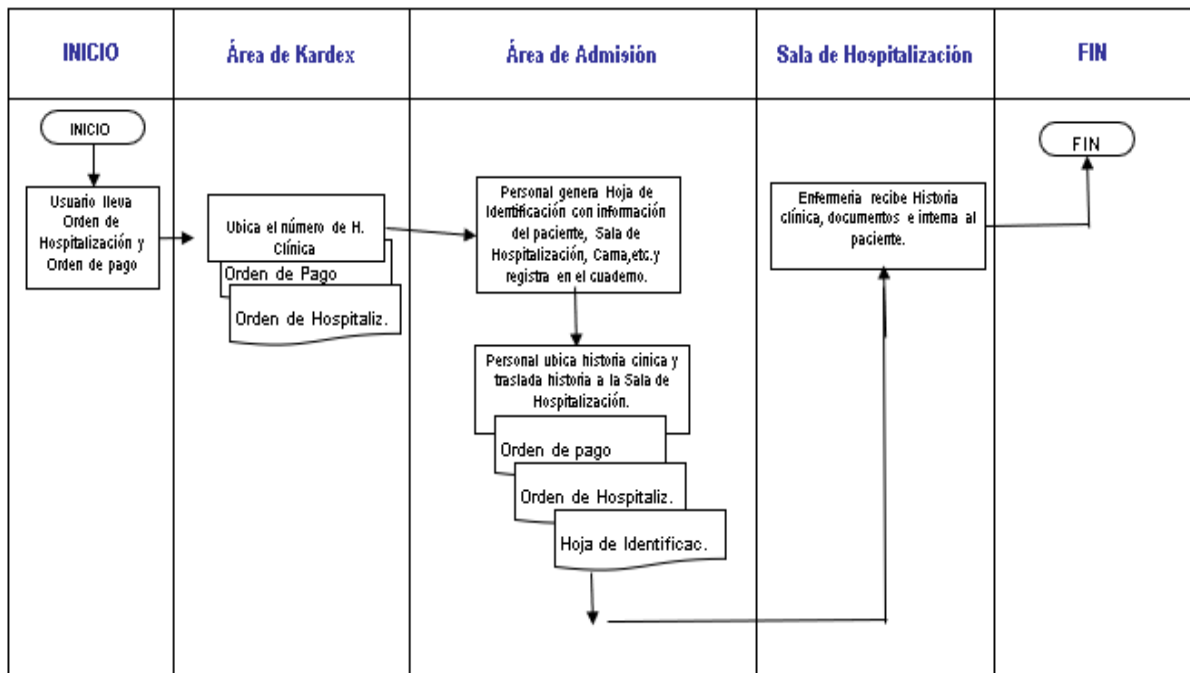 INICIO
Área de Kardex
Área de Admisión
Sala de Hospitalización
FIN
INICIO
Usuario lleva
Orden de
Hospitalización y
Orden de pago
Ubica el número de H.
Clínica
Orden de Pago
Orden de Hospitaliz.
Personal genera Hoja de
Identificación con información
del paciente, Sala de
Hospitalización, Cama,etc.y
registra en el cuaderno.
Personal ubica historia cinica y
traslada historia a la Sala de
Hospitalización.
Orden de pago
Orden de Hospitaliz.
Hoja de Identificac.
Enfermeria recibe Historia
clínica, documentos e interna al
paciente.
FIN